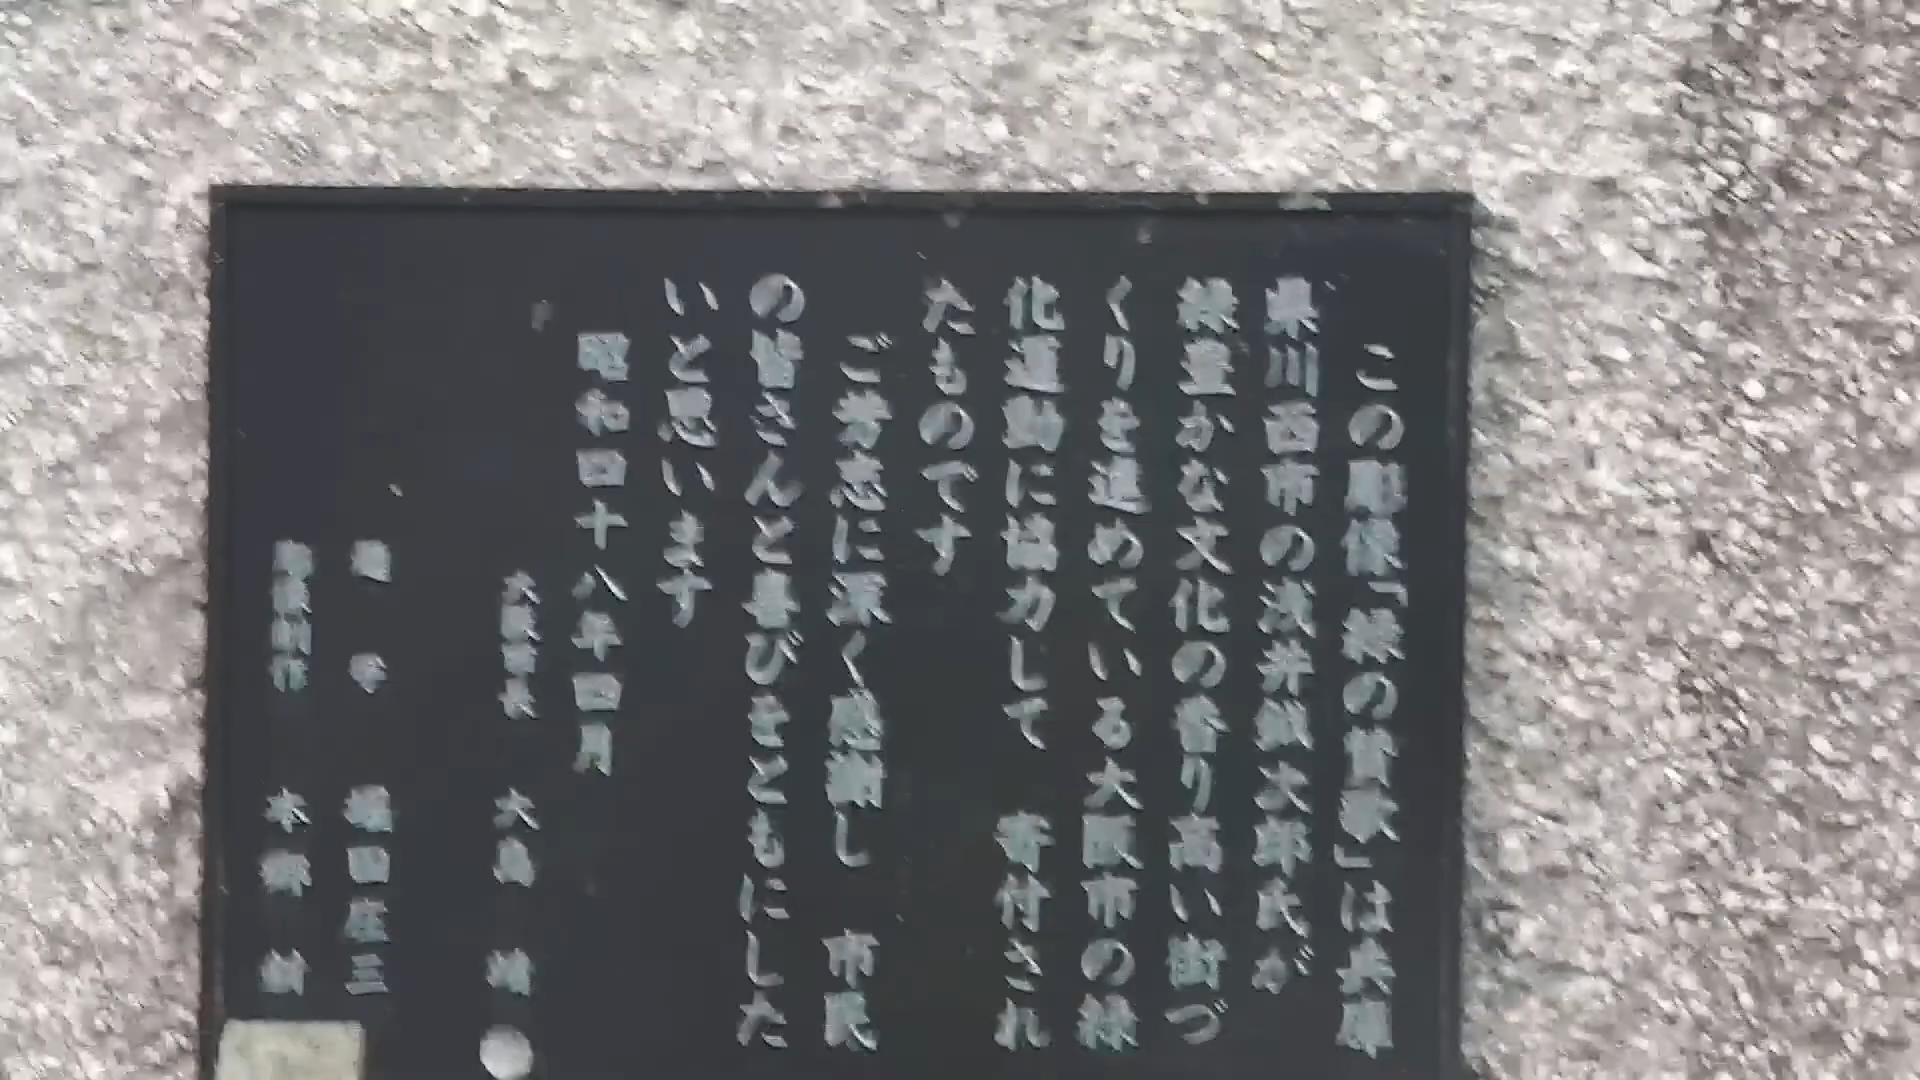 この彫像「緑の賛歌」は兵庫
県川西市の浅井鉄次郎氏が
緑豊かな文化の香り高い街づ
くりを進めている大阪市の緑
化運動に協力して 寄付され
たものです
ご芳志に深く感謝し 市民
の皆さんと喜びをともにした
いと思います
昭和四十八年四月
大阪市長 大島 靖
題字 堀田庄三
彫像制作 本郷 新